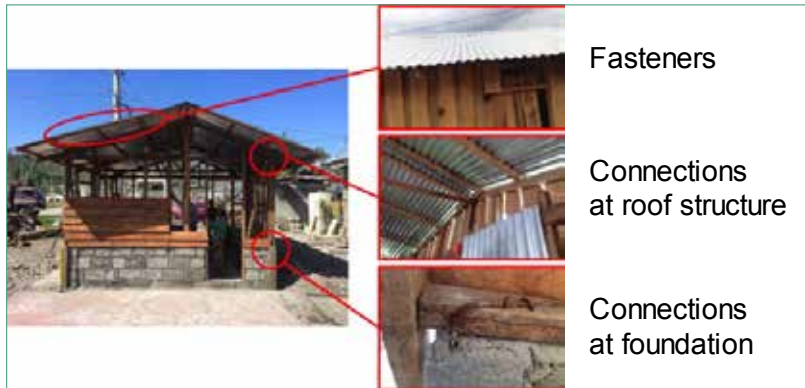 Fasteners
Connections
at roof structure
Connections
at foundation